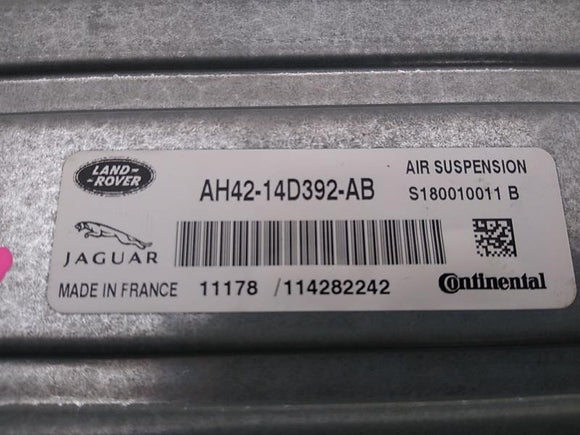 LAND-
-ROVER
AH42-14D392-AB
AIR SUSPENSION
S180010011 B
JAGUAR
MADE IN FRANCE 11178 /114282242
Continental